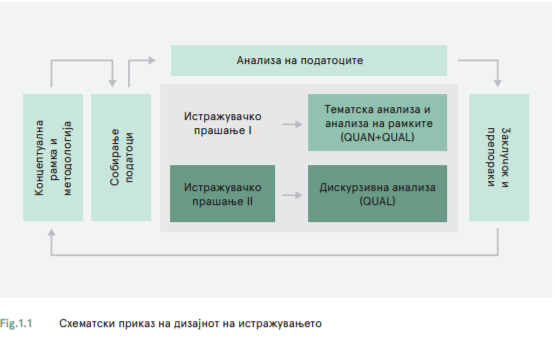 Анализа на податоците
Концептуална
рамка и
методологија
Собирање
податоци
Истражувачко
прашање I
Тематска анализа и
анализа на рамките
(QUAN+QUAL)
Истражувачко
прашање II
Дискурзивна анализа
(QUAL)
Заклучок и
препораки
Fig.1.1 Схематски приказ на дизајнот на истражувањето